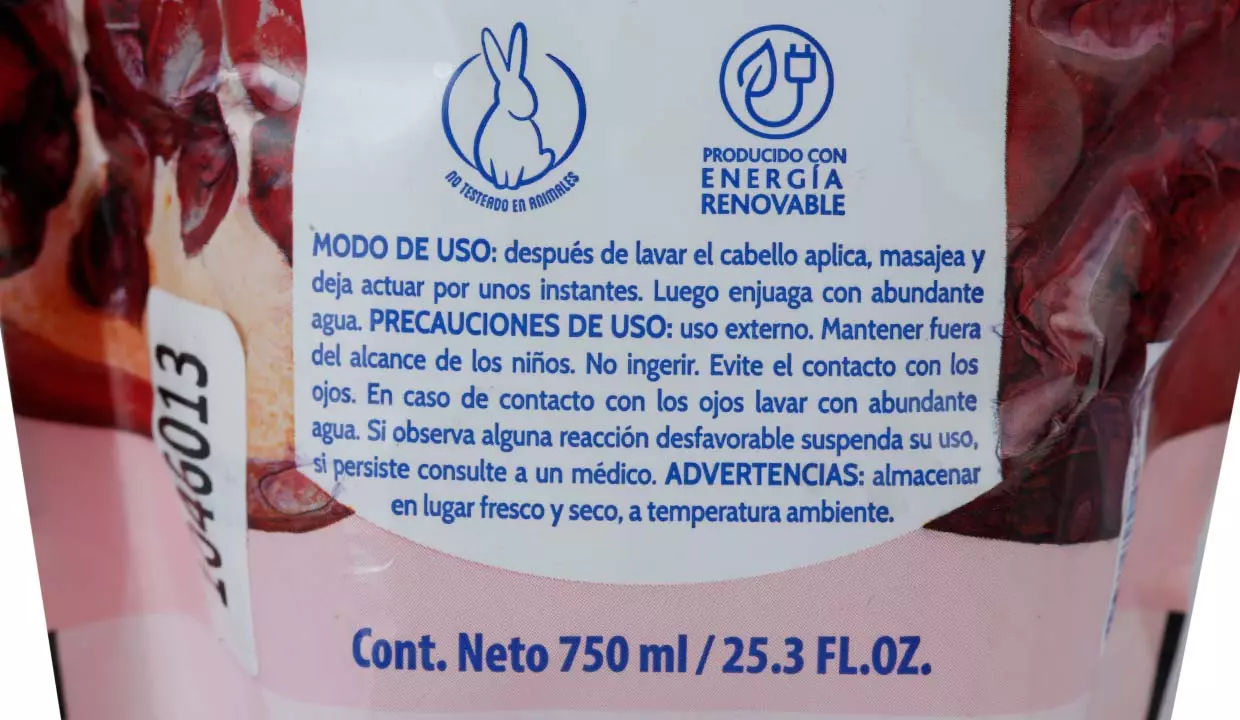 NO TESTEADO EN ANIMALES
PRODUCIDO CON
ENERGÍA
RENOVABLE
MODO DE USO: después de lavar el cabello aplica, masajea y
deja actuar por unos instantes. Luego enjuaga con abundante
agua. PRECAUCIONES DE USO: uso externo. Mantener fuera
del alcance de los niños. No ingerir. Evite el contacto con los
ojos. En caso de contacto con los ojos lavar con abundante
agua. Si observa alguna reacción desfavorable suspenda su uso,
si persiste consulte a un médico. ADVERTENCIAS: almacenar
en lugar fresco y seco, a temperatura ambiente.
Cont. Neto 750 ml / 25.3 FL.OZ.
1046013